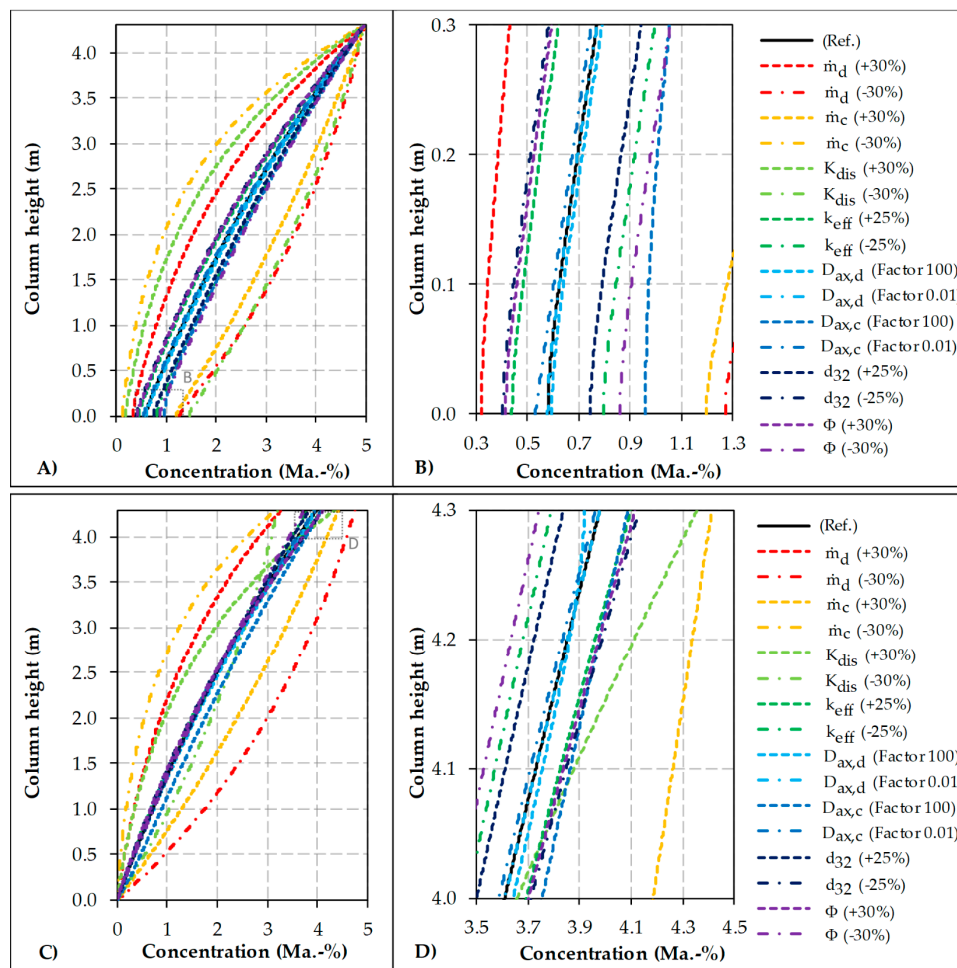 4.0
3.5
3.0
2.5
2.0
1.5
1.0
0.5
0.0
Column height (m)
B
0 1 2 3 4 5
A) Concentration (Ma.-%)
0.3
0.2
0.1
0.0
Column height (m)
0.3 0.5 0.7 0.9 1.1 1.3
B) Concentration (Ma.-%)
(Ref.)
ṁd (+30%)
ṁd (-30%)
ṁc (+30%)
ṁc (-30%)
Kdis (+30%)
Kdis (-30%)
keff (+25%)
keff (-25%)
Dax,d (Factor 100)
Dax,d (Factor 0.01)
Dax,c (Factor 100)
Dax,c (Factor 0.01)
d32 (+25%)
d32 (-25%)
Φ (+30%)
Φ (-30%)
4.0
3.5
3.0
2.5
2.0
1.5
1.0
0.5
0.0
Column height (m)
D
0 1 2 3 4 5
C) Concentration (Ma.-%)
4.3
4.2
4.1
4.0
Column height (m)
3.5 3.7 3.9 4.1 4.3 4.5
D) Concentration (Ma.-%)
(Ref.)
ṁd (+30%)
ṁd (-30%)
ṁc (+30%)
ṁc (-30%)
Kdis (+30%)
Kdis (-30%)
keff (+25%)
keff (-25%)
Dax,d (Factor 100)
Dax,d (Factor 0.01
Dax,c (Factor 100)
Dax,c (Factor 0.01)
d32 (+25%)
d32 (-25%)
Φ (+30%)
Φ (-30%)